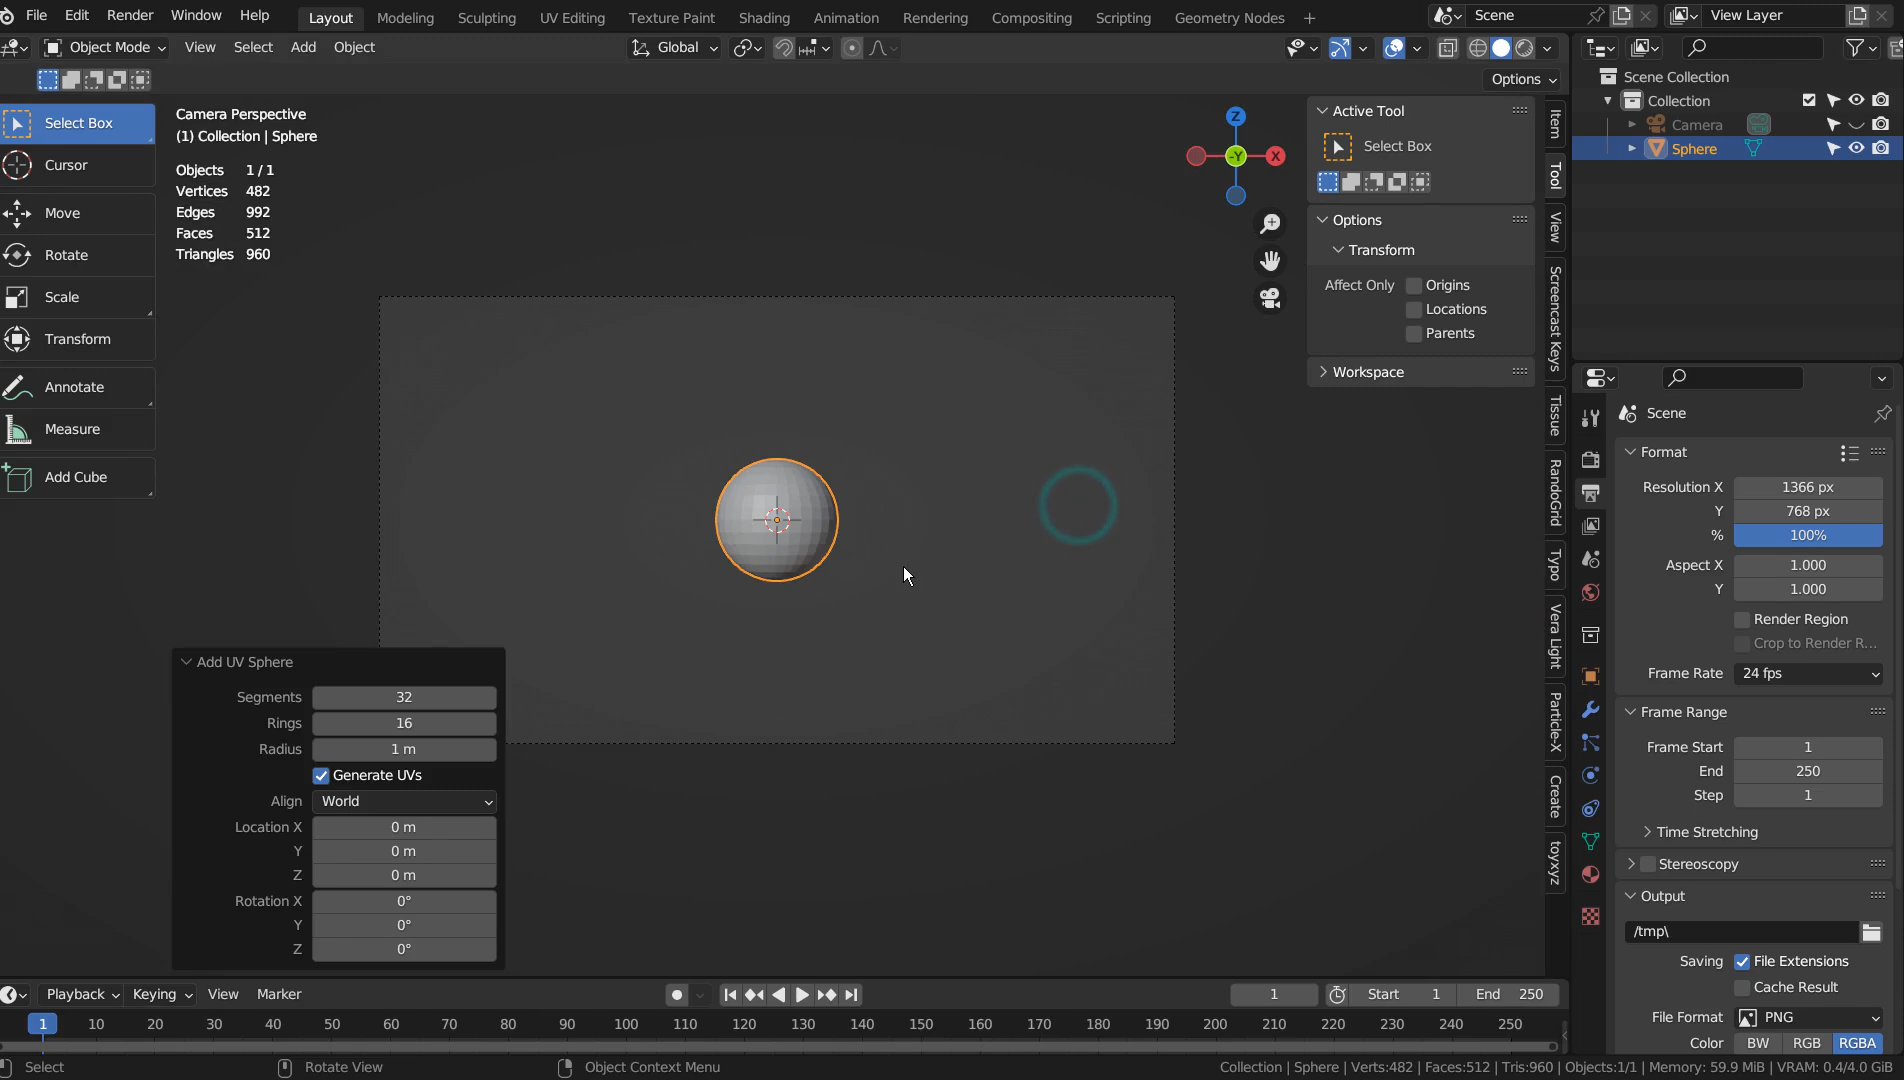 File Edit Render Window Help Layout Modeling Sculpting UV Editing Texture Paint Shading Animation Rendering Compositing Scripting Geometry Nodes + Scene View Layer
Object Mode View Select Add Object Global
Options
Select Box
Cursor
Move
Rotate
Scale
Transform
Annotate
Measure
Add Cube
Camera Perspective
(1) Collection | Sphere
Objects 1 / 1
Vertices 482
Edges 992
Faces 512
Triangles 960
Z
-Y
X
Active Tool
Select Box
Options
Transform
Affect Only Origins
Locations
Parents
Workspace
Item
Tool
View
Screencast Keys
Tissue
RandoGrid
Typo
Vera Light
Particle-X
Create
toyxyz
Add UV Sphere
Segments 32
Rings 16
Radius 1 m
Generate UVs
Align World
Location X 0 m
Y 0 m
Z 0 m
Rotation X 0°
Y 0°
Z 0°
Scene Collection
Collection
Camera
Sphere
Scene
Format
Resolution X 1366 px
Y 768 px
% 100%
Aspect X 1.000
Y 1.000
Render Region
Crop to Render R...
Frame Rate 24 fps
Frame Range
Frame Start 1
End 250
Step 1
Time Stretching
Stereoscopy
Output
/tmp\
Saving File Extensions
Cache Result
File Format PNG
Color BW RGB RGBA
Playback Keying View Marker 1 Start 1 End 250
1 10 20 30 40 50 60 70 80 90 100 110 120 130 140 150 160 170 180 190 200 210 220 230 240 250
Select Rotate View Object Context Menu Collection | Sphere | Verts:482 | Faces:512 | Tris:960 | Objects:1/1 | Memory: 59.9 MiB | VRAM: 0.4/4.0 GiB